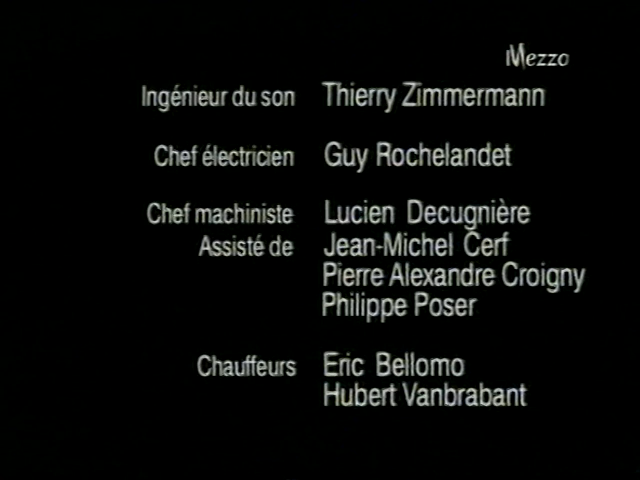 Mezzo
Ingénieur du son Thierry Zimmermann
Chef électricien Guy Rochelandet
Chef machiniste Lucien Decugnière
Assisté de Jean-Michel Cerf
Pierre Alexandre Croigny
Philippe Poser
Chauffeurs Eric Bellomo
Hubert Vanbrabant